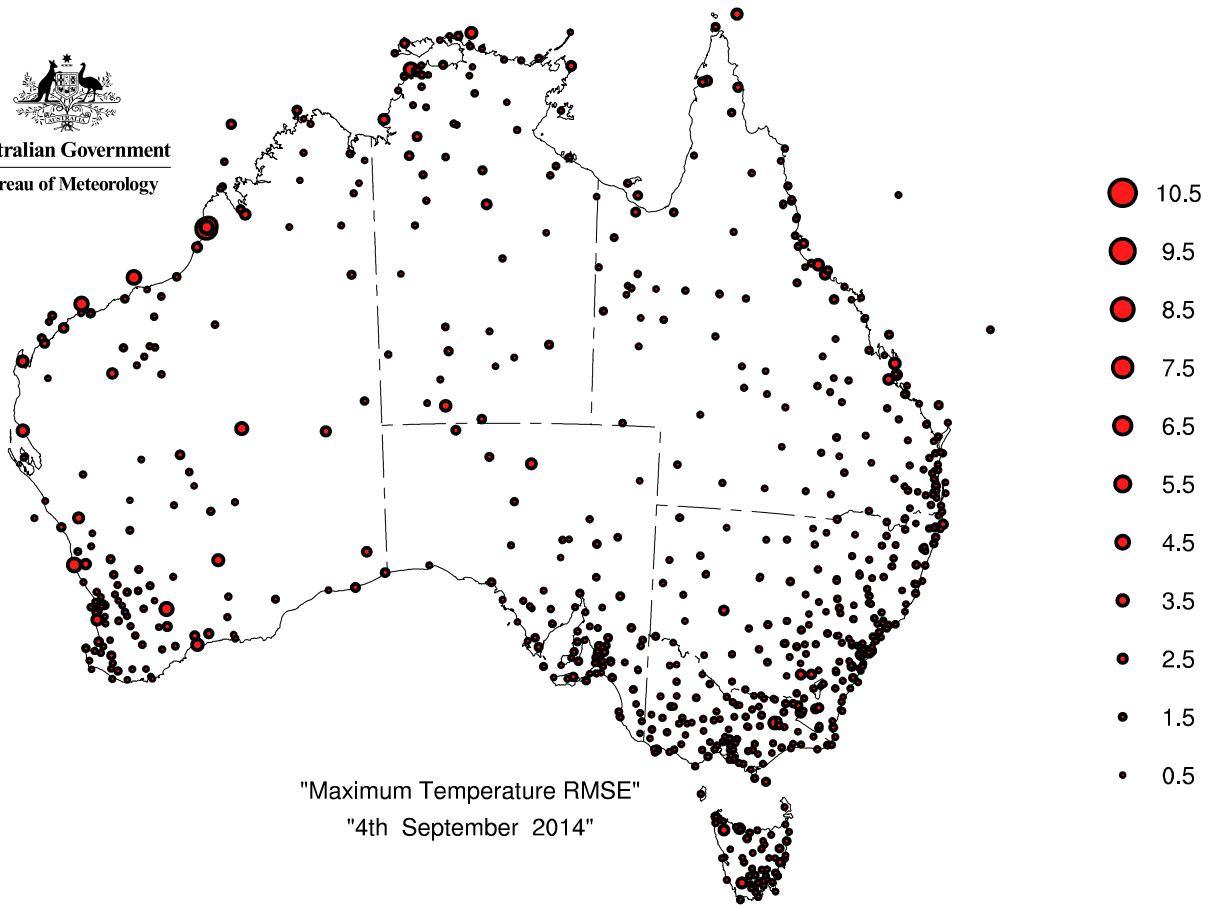 AUSTRALIA
tralian Government
reau of Meteorology
10.5
9.5
8.5
7.5
6.5
5.5
4.5
3.5
2.5
1.5
0.5
"Maximum Temperature RMSE"
"4th September 2014"